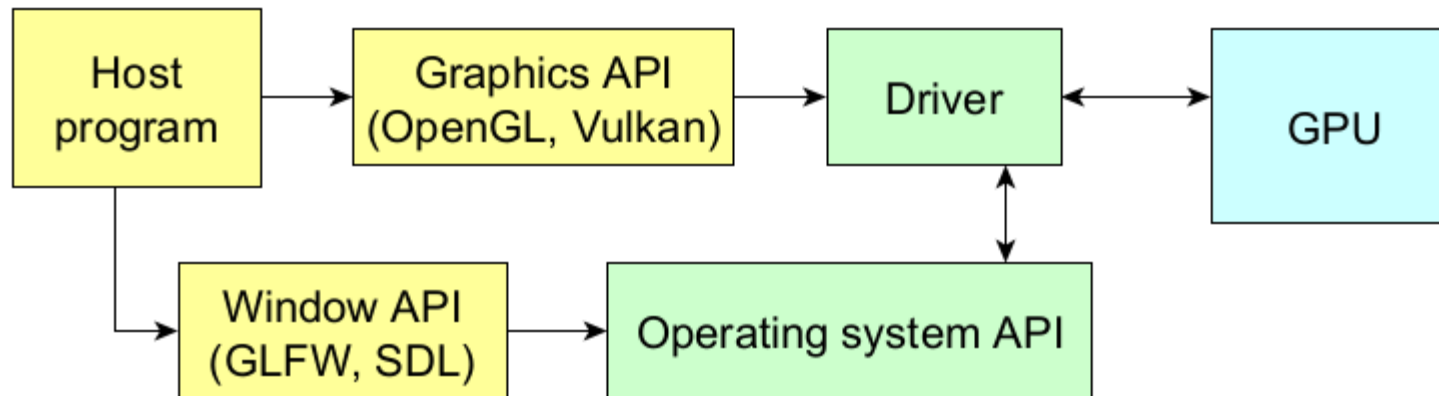 Host
program
Graphics API
(OpenGL, Vulkan)
Driver
GPU
Window API
(GLFW, SDL)
Operating system API